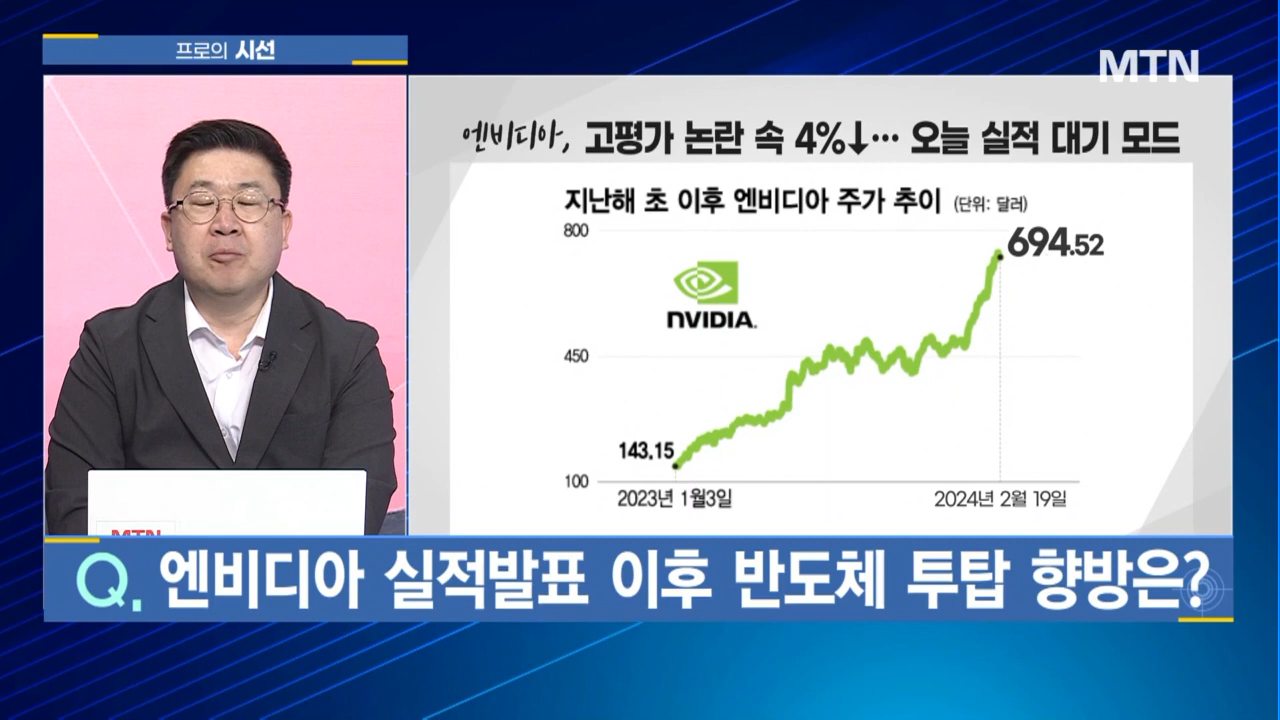 프로의 시선
MTN
엔비디아, 고평가 논란 속 4%↓··· 오늘 실적 대기 모드
지난해 초 이후 엔비디아 주가 추이 (단위: 달러)
800
694.52
NVIDIA.
450
143.15
100
2023년 1월3일
2024년 2월 19일
MTN
Q. 엔비디아 실적발표 이후 반도체 투탑 향방은?